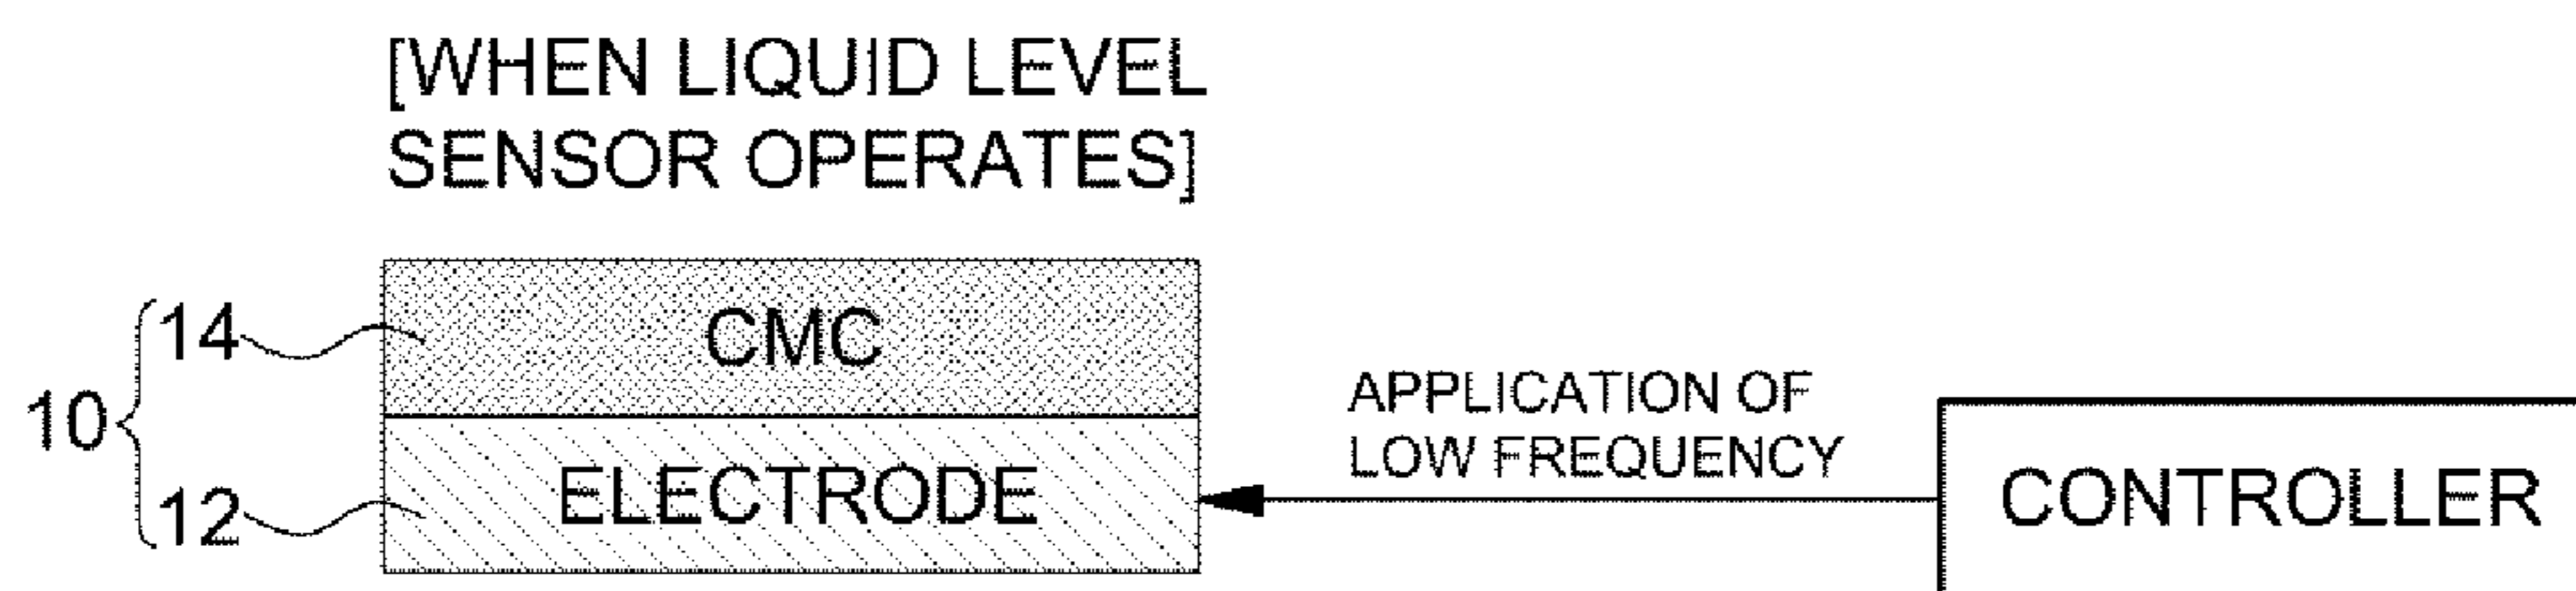 [WHEN LIQUID LEVEL
SENSOR OPERATES]
14
CMC
10
12
ELECTRODE
APPLICATION OF
LOW FREQUENCY
CONTROLLER